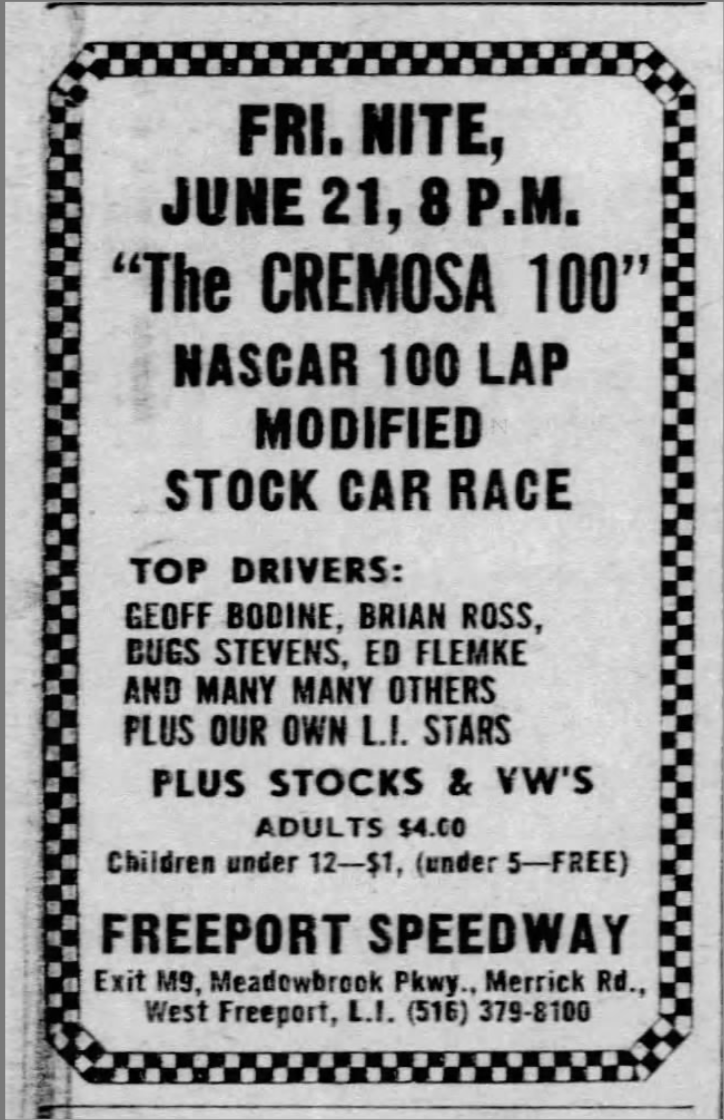 FRI. NITE,
JUNE 21, 8 P.M.
“The CREMOSA 100”
NASCAR 100 LAP
MODIFIED
STOCK CAR RACE
TOP DRIVERS:
GEOFF BODINE, BRIAN ROSS,
BUGS STEVENS, ED FLEMKE
AND MANY MANY OTHERS
PLUS OUR OWN L.I. STARS
PLUS STOCKS & VW'S
ADULTS $4.00
Children under 12—$1, (under 5—FREE)
FREEPORT SPEEDWAY
Exit M9, Meadowbrook Pkwy., Merrick Rd.,
West Freeport, L.I. (516) 379-8100